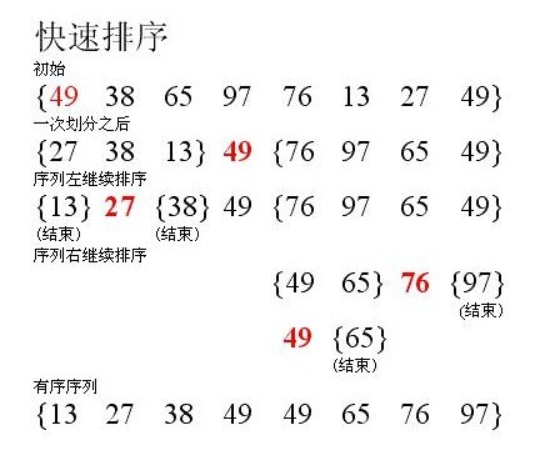 快速排序
初始
{49 38 65 97 76 13 27 49}
一次划分之后
{27 38 13} 49 {76 97 65 49}
序列左继续排序
{13} 27 {38} 49 {76 97 65 49}
(结束) (结束)
序列右继续排序
{49 65} 76 {97}
(结束)
49 {65}
(结束)
有序序列
{13 27 38 49 49 65 76 97}